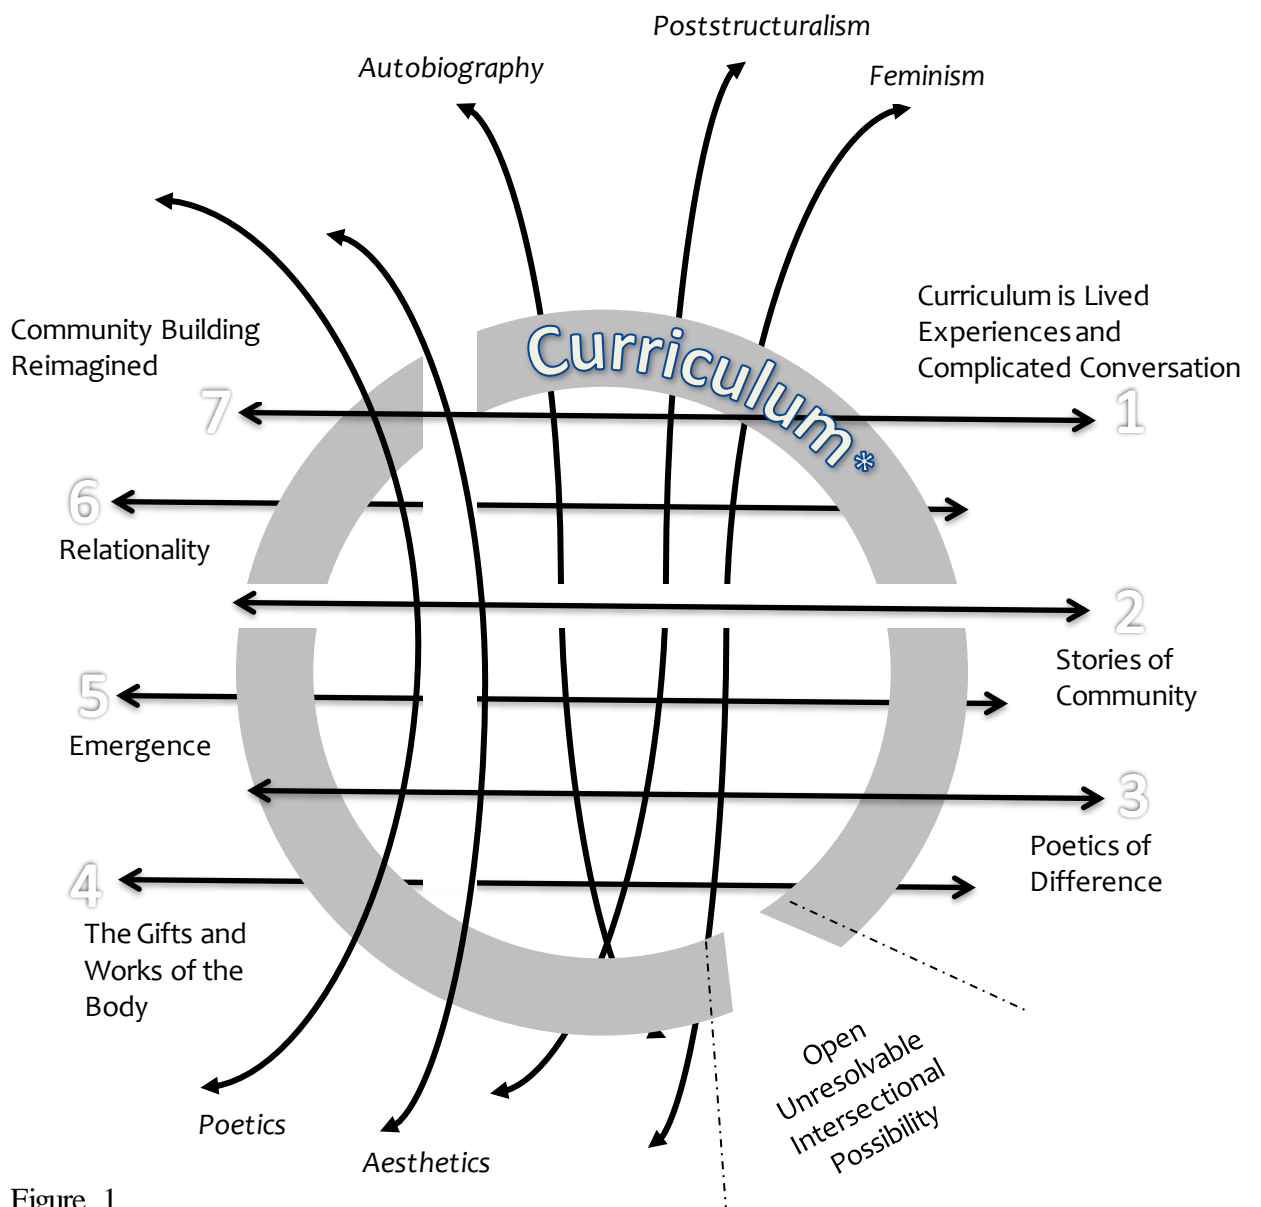 Poststructuralism
Autobiography
Feminism
Curriculum is Lived
Experiences and
Complicated Conversation
Community Building
Reimagined
Curriculum*
7
1
6
Relationality
2
Stories of
Community
5
Emergence
3
Poetics of
Difference
4
The Gifts and
Works of the
Body
Open
Unresolvable
Intersectional
Possibility
Poetics
Aesthetics
Figure 1